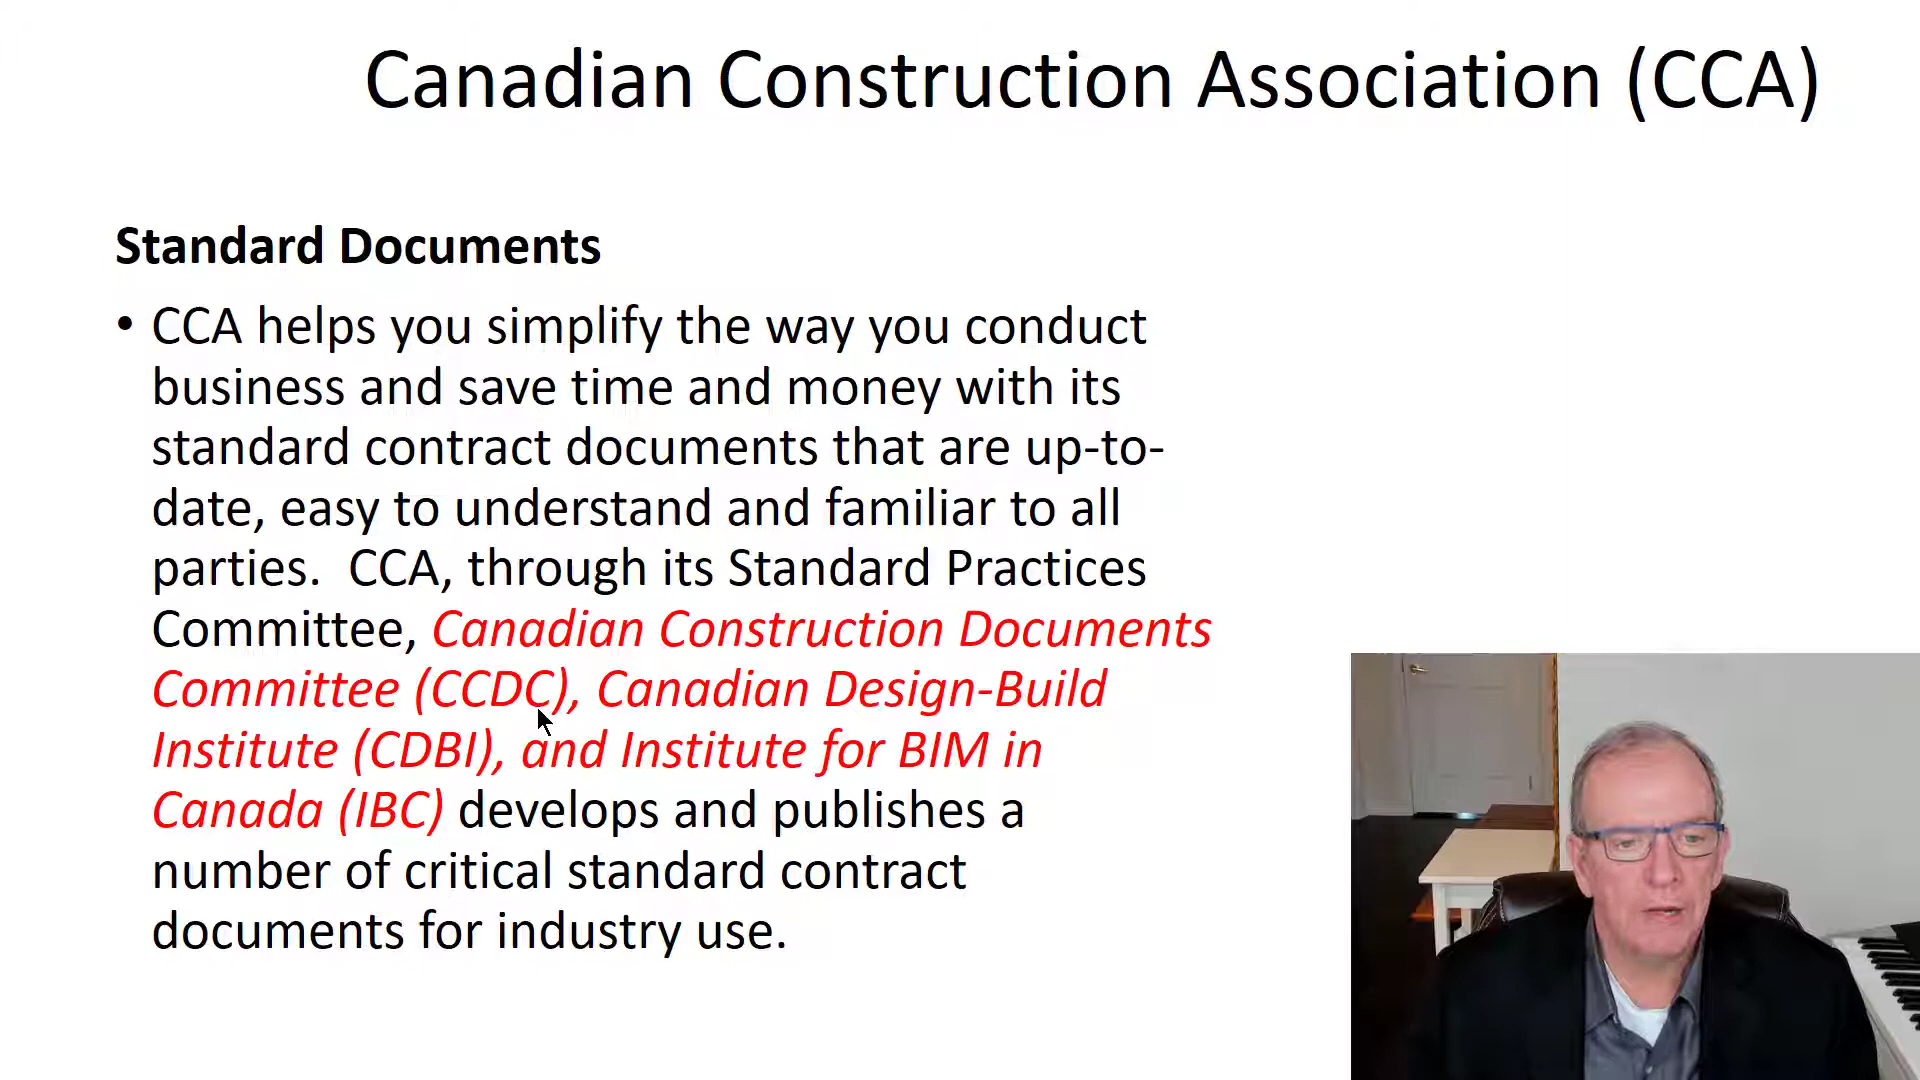 Canadian Construction Association (CCA)
Standard Documents
• CCA helps you simplify the way you conduct
business and save time and money with its
standard contract documents that are up-to-
date, easy to understand and familiar to all
parties.  CCA, through its Standard Practices
Committee, Canadian Construction Documents
Committee (CCDC), Canadian Design-Build
Institute (CDBI), and Institute for BIM in
Canada (IBC) develops and publishes a
number of critical standard contract
documents for industry use.